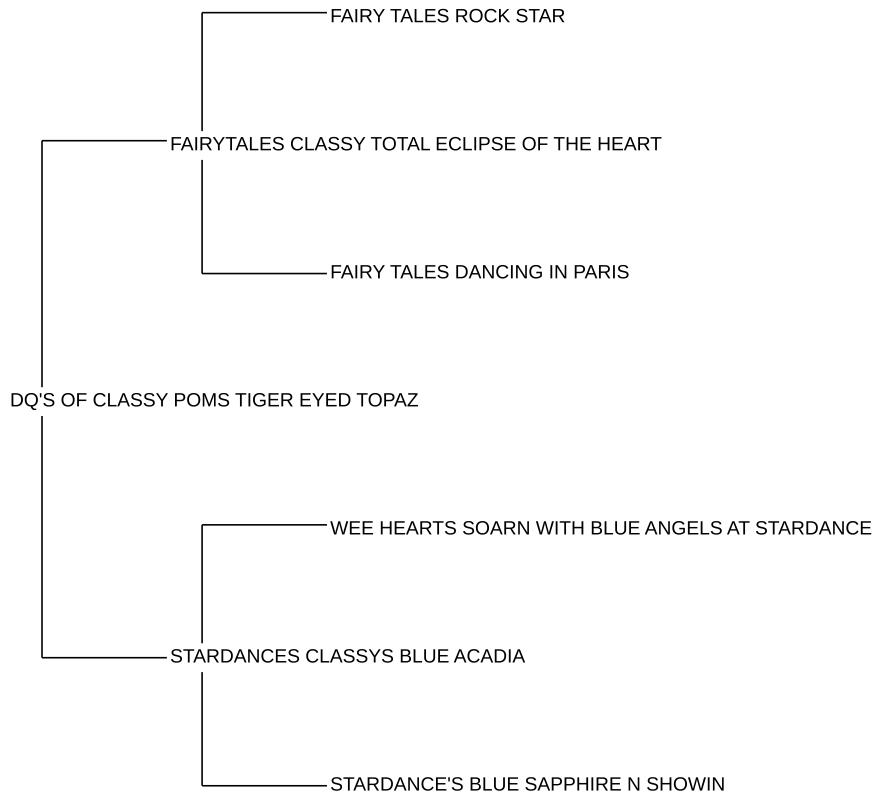 FAIRY TALES ROCK STAR
FAIRYTALES CLASSY TOTAL ECLIPSE OF THE HEART
FAIRY TALES DANCING IN PARIS
DQ'S OF CLASSY POMS TIGER EYED TOPAZ
WEE HEARTS SOARN WITH BLUE ANGELS AT STARDANCE
STARDANCES CLASSYS BLUE ACADIA
STARDANCE'S BLUE SAPPHIRE N SHOWIN